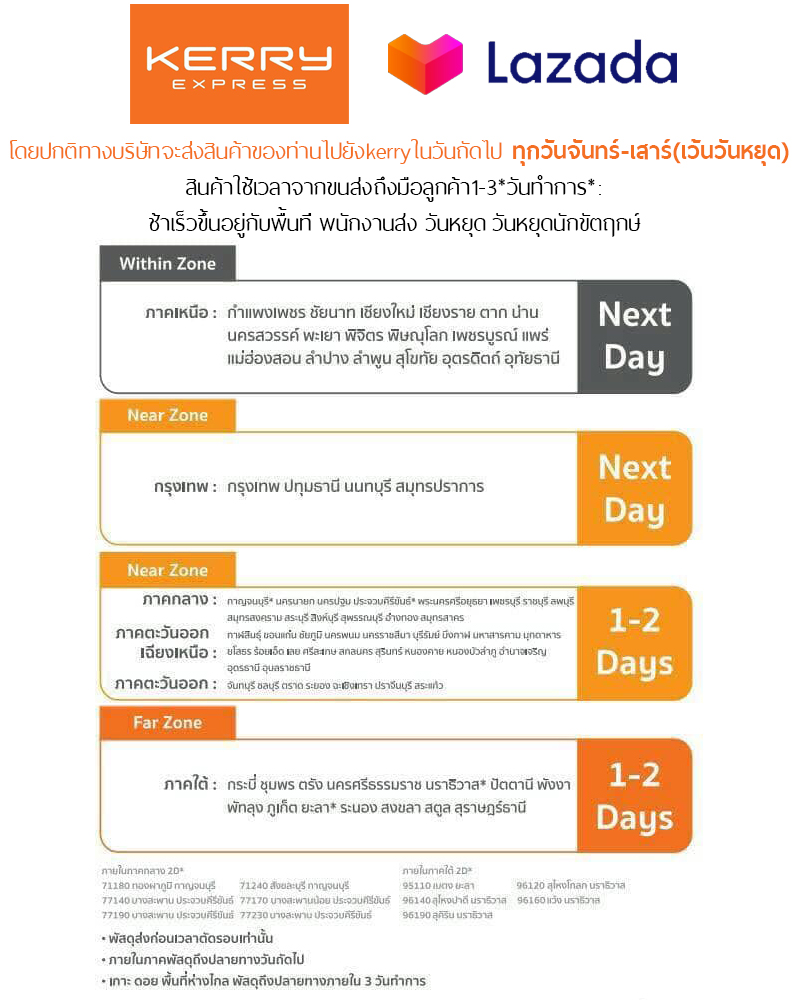 KERRY
EXPRESS
Lazada
โดยปกติทางบริษัทจะส่งสินค้าของท่านไปยังkerryในวันถัดไป ทุกวันจันทร์-เสาร์(เว้นวันหยุด)
สินค้าใช้เวลาจากขนส่งถึงมือลูกค้า1-3*วันทำการ*:
ช้าเร็วขึ้นอยู่กับพื้นที่ พนักงานส่ง วันหยุด วันหยุดนักขัตฤกษ์
Within Zone
ภาคเหนือ : กำแพงเพชร ชัยนาท เชียงใหม่ เชียงราย ตาก น่าน
นครสวรรค์ พะเยา พิจิตร พิษณุโลก เพชรบูรณ์ แพร่
แม่ฮ่องสอน ลำปาง ลำพูน สุโขทัย อุตรดิตถ์ อุทัยธานี
Next
Day
Near Zone
กรุงเทพ : กรุงเทพ ปทุมธานี นนทบุรี สมุทรปราการ
Next
Day
Near Zone
ภาคกลาง : กาญจนบุรี* นครนายก นครปฐม ประจวบคีรีขันธ์* พระนครศรีอยุธยา เพชรบุรี ราชบุรี ลพบุรี
สมุทรสงคราม สระบุรี สิงห์บุรี สุพรรณบุรี อ่างทอง สมุทรสาคร
ภาคตะวันออก กาฬสินธุ์ ขอนแก่น ชัยภูมิ นครพนม นครราชสีมา บุรีรัมย์ บึงกาฬ มหาสารคาม มุกดาหาร
เฉียงเหนือ : ยโสธร ร้อยเอ็ด เลย ศรีสะเกษ สกลนคร สุรินทร์ หนองคาย หนองบัวลำภู อำนาจเจริญ
อุดรธานี อุบลราชธานี
ภาคตะวันออก : จันทบุรี ชลบุรี ตราด ระยอง ฉะเชิงเทรา ปราจีนบุรี สระแก้ว
1-2
Days
Far Zone
ภาคใต้ : กระบี่ ชุมพร ตรัง นครศรีธรรมราช นราธิวาส* ปัตตานี พังงา
พัทลุง ภูเก็ต ยะลา* ระนอง สงขลา สตูล สุราษฎร์ธานี
1-2
Days
ภายในภาคกลาง 2D*
71180 ทองผาภูมิ กาญจนบุรี 71240 สังขละบุรี กาญจนบุรี
77140 บางสะพาน ประจวบคีรีขันธ์ 77170 บางสะพานน้อย ประจวบคีรีขันธ์
77190 บางสะพาน ประจวบคีรีขันธ์ 77230 บางสะพาน ประจวบคีรีขันธ์
ภายในภาคใต้ 2D*
95110 เบตง ยะลา 96120 สุไหงโกลก นราธิวาส
96140 สุไหงปาดี นราธิวาส 96160 แว้ง นราธิวาส
96190 สุคิริน นราธิวาส
• พัสดุส่งก่อนเวลาตัดรอบเท่านั้น
• ภายในภาคพัสดุถึงปลายทางวันถัดไป
• เกาะ ดอย พื้นที่ห่างไกล พัสดุถึงปลายทางภายใน 3 วันทำการ